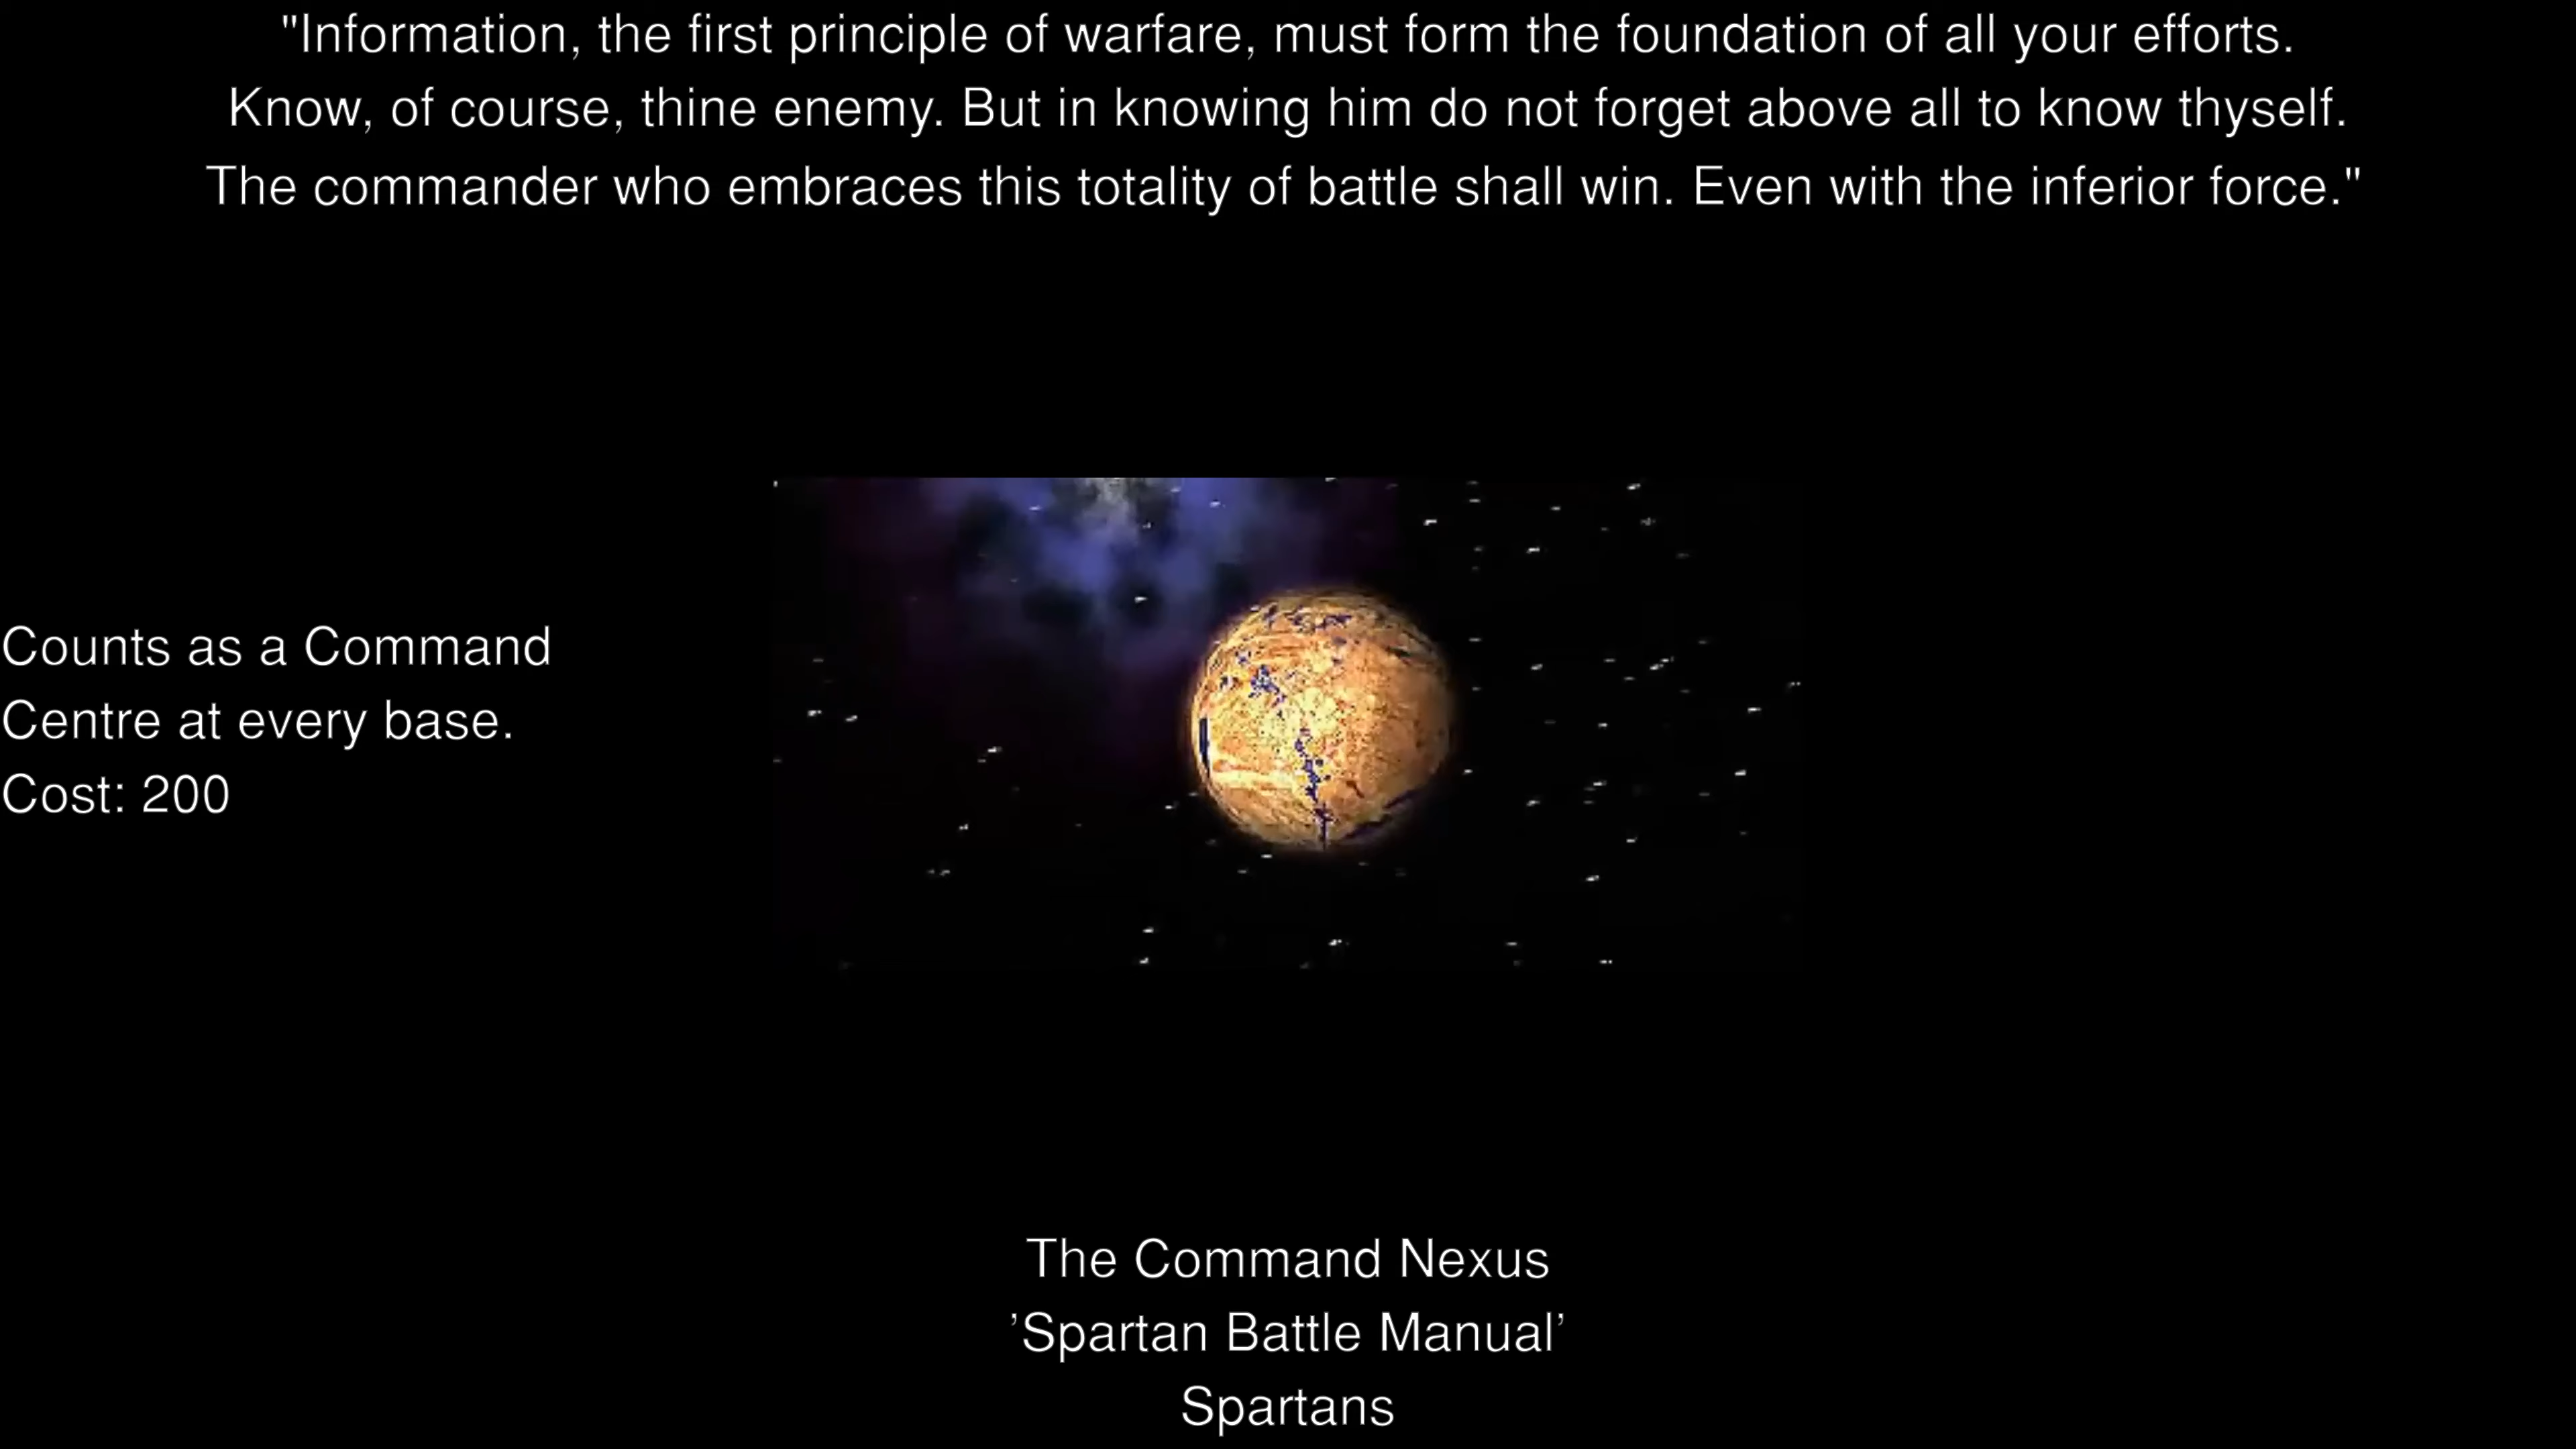 "Information, the first principle of warfare, must form the foundation of all your efforts.
Know, of course, thine enemy. But in knowing him do not forget above all to know thyself.
The commander who embraces this totality of battle shall win. Even with the inferior force."
Counts as a Command
Centre at every base.
Cost: 200
The Command Nexus
’Spartan Battle Manual’
Spartans